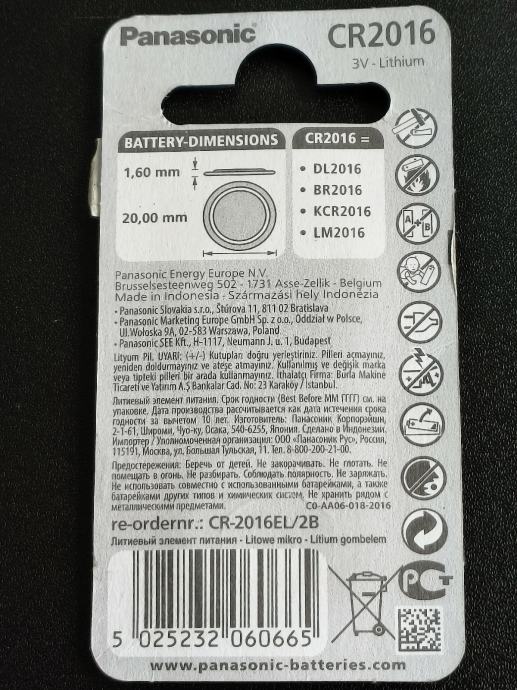 Panasonic
CR2016
3V - Lithium
BATTERY-DIMENSIONS
1,60 mm
20,00 mm
CR2016 =
• DL2016
• BR2016
• KCR2016
• LM2016
A B
Panasonic Energy Europe N.V.
Brusselsesteenweg 502 - 1731 Asse-Zellik - Belgium
Made in Indonesia - Származási hely Indonézia
• Panasonic Slovakia s.r.o., Štúrova 11, 811 02 Bratislava
• Panasonic Marketing Europe GmbH Sp. z o.o., Oddział w Polsce,
Ul. Wołoska 9A, 02-583 Warszawa, Poland
• Panasonic SEE Kft., H-1117, Neumann J. u. 1, Budapest
Lityum Pil. UYARI: (+/-) Kutupları doğru yerleştiriniz. Pilleri açmayınız,
yeniden doldurmayınız ve ateşe atmayınız. Kullanılmış ve değişik marka
veya tipteki pilleri bir arada kullanmayınız. İthalatçı Firma: Burla Makine
Ticareti ve Yatırım A.Ş Bankalar Cad. No: 23 Karaköy / İstanbul.
Литиевый элемент питания. Срок годности (Best Before ММ ГГГГ) см. на
упаковке. Дата производства рассчитывается как дата истечения срока
годности за вычетом 10 лет. Изготовитель: Панасоник Корпорэйшн,
2-1-61, Широми, Чуо-ку, Осака, 540-6255, Япония. Сделано в Индонезии.
Импортер / Уполномоченная организация: ООО «Панасоник Рус», Россия,
115191, Москва, ул. Большая Тульская, 11. Тел. 8-800-200-21-00.
Предостережения: Беречь от детей. Не закорачивать. Не глотать. Не
помещать в огонь. Не разбирать. Соблюдать полярность. Не заряжать.
Не использовать совместно с использованными батарейками, а также
батарейками других типов и химических систем. Не хранить рядом с
металлическими предметами.
C0-AA06-018-2016
re-ordernr.: CR-2016EL/2B
Литиевый элемент питания - Litowe mikro - Lítium gombelem
5 025232 060665
www.panasonic-batteries.com